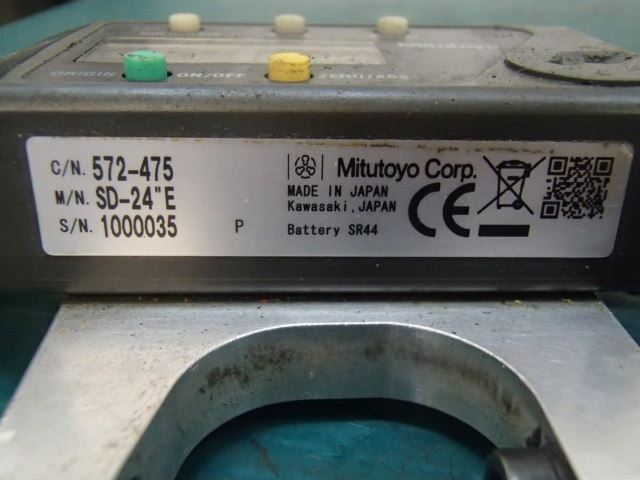 ORIGIN ON/OFF ZERO/ABS
C/N. 572-475
M/N. SD-24"E
S/N. 1000035
P
Mitutoyo Corp.
MADE IN JAPAN
Kawasaki, JAPAN
Battery SR44
CE